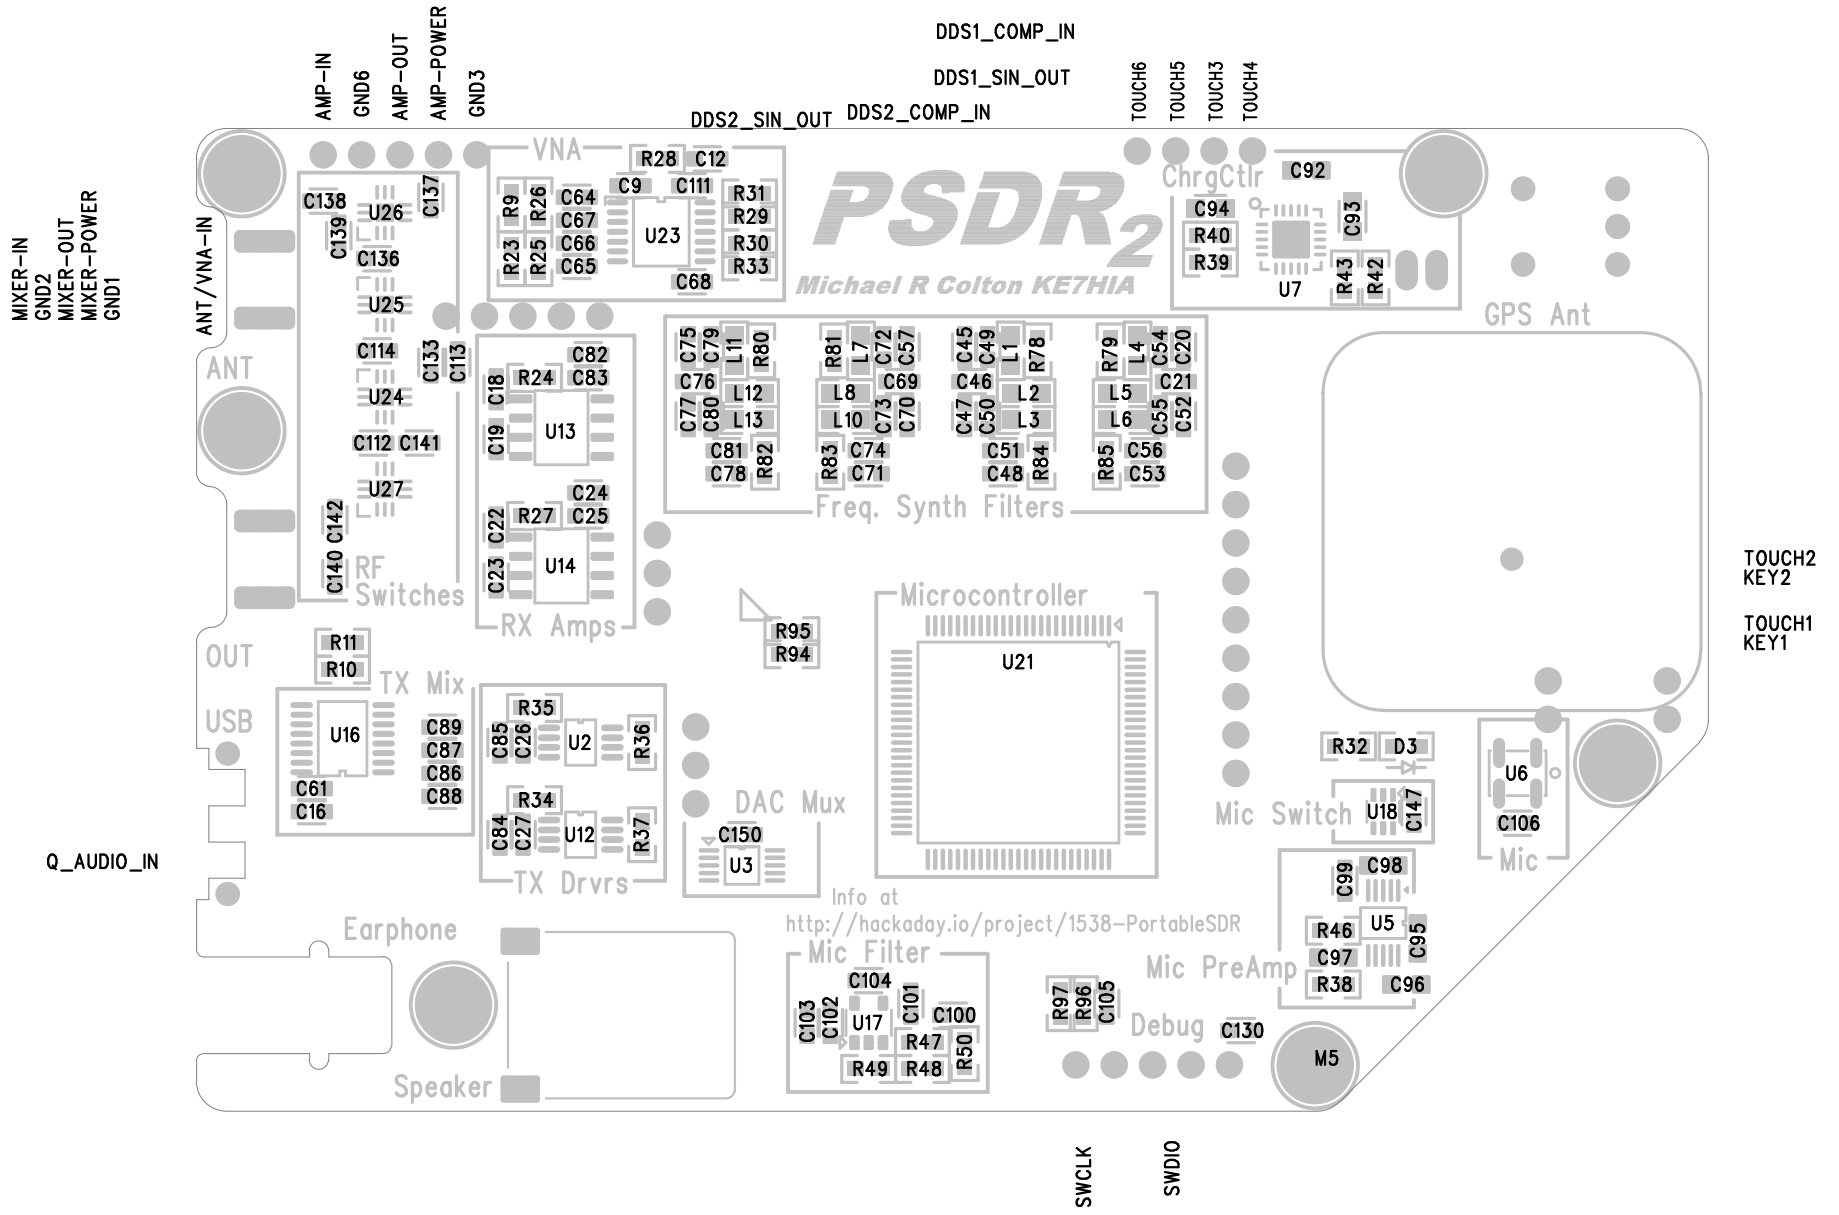 AMP-IN
GND6
AMP-OUT
AMP-POWER
GND3
DDS1_COMP_IN
DDS1_SIN_OUT
DDS2_COMP_IN
DDS2_SIN_OUT
TOUCH6
TOUCH5
TOUCH3
TOUCH4
MIXER-IN
GND2
MIXER-OUT
MIXER-POWER
GND1
ANT/VNA-IN
C138
C139
U26
C137
C136
U25
C114
C133
C113
U24
C112
C141
U27
C142
C140
RF
Switches
ANT
OUT
USB
VNA
R28
C12
C9
C111
R9
R26
C64
C67
C66
C65
R23
R25
U23
R31
R29
R30
R33
C68
PSDR2
Michael R Colton KE7HIA
ChrgCtlr
C92
C94
R40
R39
C93
U7
R43
R42
GPS Ant
C82
R24
C83
C18
C19
U13
C24
R27
C25
C22
C23
U14
RX Amps
C75
C79
L11
R80
C76
L12
C77
C80
L13
C81
C78
R82
R81
L7
C72
C57
L8
C69
L10
C73
C70
R83
C74
C71
C45
C49
L1
R78
C46
L2
C47
C50
L3
C51
C48
R84
R79
L4
C54
C20
L5
C21
L6
C55
C52
R85
C56
C53
Freq. Synth Filters
TOUCH2
KEY2
TOUCH1
KEY1
R11
R10
TX Mix
U16
C89
C87
C86
C88
C61
C16
R35
C85
C26
U2
R36
R34
C84
C27
U12
R37
TX Drvrs
R95
R94
Microcontroller
U21
DAC Mux
C150
U3
R32
D3
Mic Switch
U18
C147
U6
C106
Mic
Q_AUDIO_IN
Info at
http://hackaday.io/project/1538-PortableSDR
C99
C98
R46
U5
C95
C97
R38
C96
Mic PreAmp
Earphone
Speaker
Mic Filter
C104
C103
C102
U17
C101
C100
R47
R49
R48
R50
R97
R96
C105
Debug
C130
M5
SWCLK
SWDIO